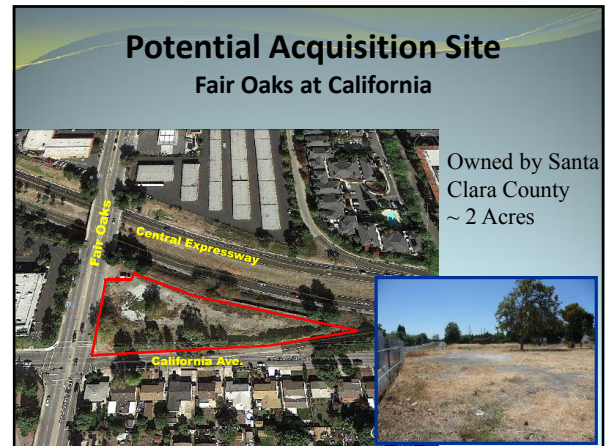 Potential Acquisition Site
Fair Oaks at California
Owned by Santa
Clara County
~ 2 Acres
Fair Oaks
Central Expressway
California Ave.